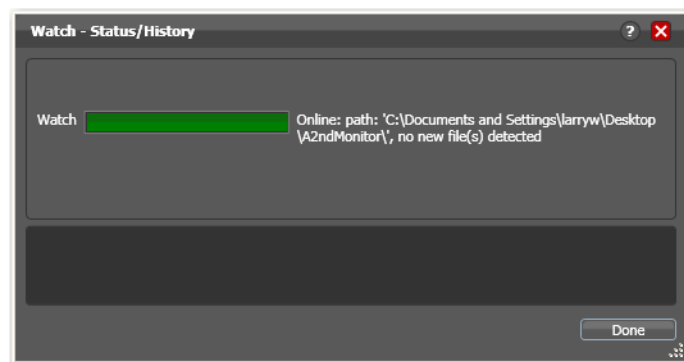 Watch - Status/History
?
Watch
Online: path: 'C:\Documents and Settings\larryw\Desktop
\A2ndMonitor\', no new file(s) detected
Done